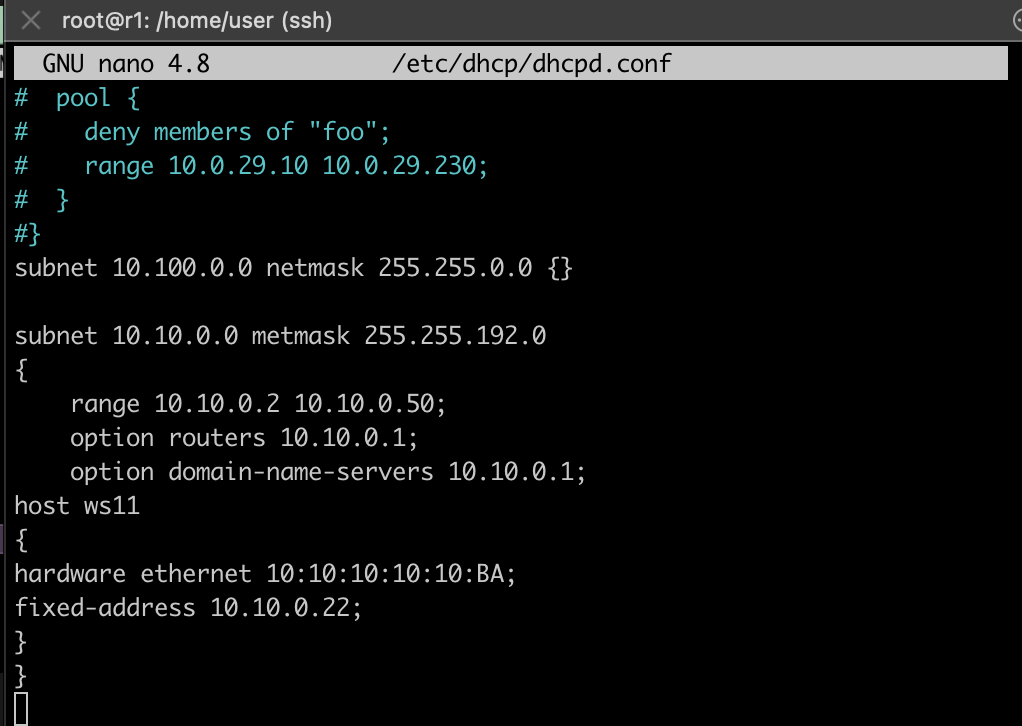 root@r1: /home/user (ssh)
GNU nano 4.8 /etc/dhcp/dhcpd.conf
#  pool {
#    deny members of "foo";
#    range 10.0.29.10 10.0.29.230;
#  }
#}
subnet 10.100.0.0 netmask 255.255.0.0 {}
subnet 10.10.0.0 metmask 255.255.192.0
{
    range 10.10.0.2 10.10.0.50;
    option routers 10.10.0.1;
    option domain-name-servers 10.10.0.1;
host ws11
{
hardware ethernet 10:10:10:10:10:BA;
fixed-address 10.10.0.22;
}
}